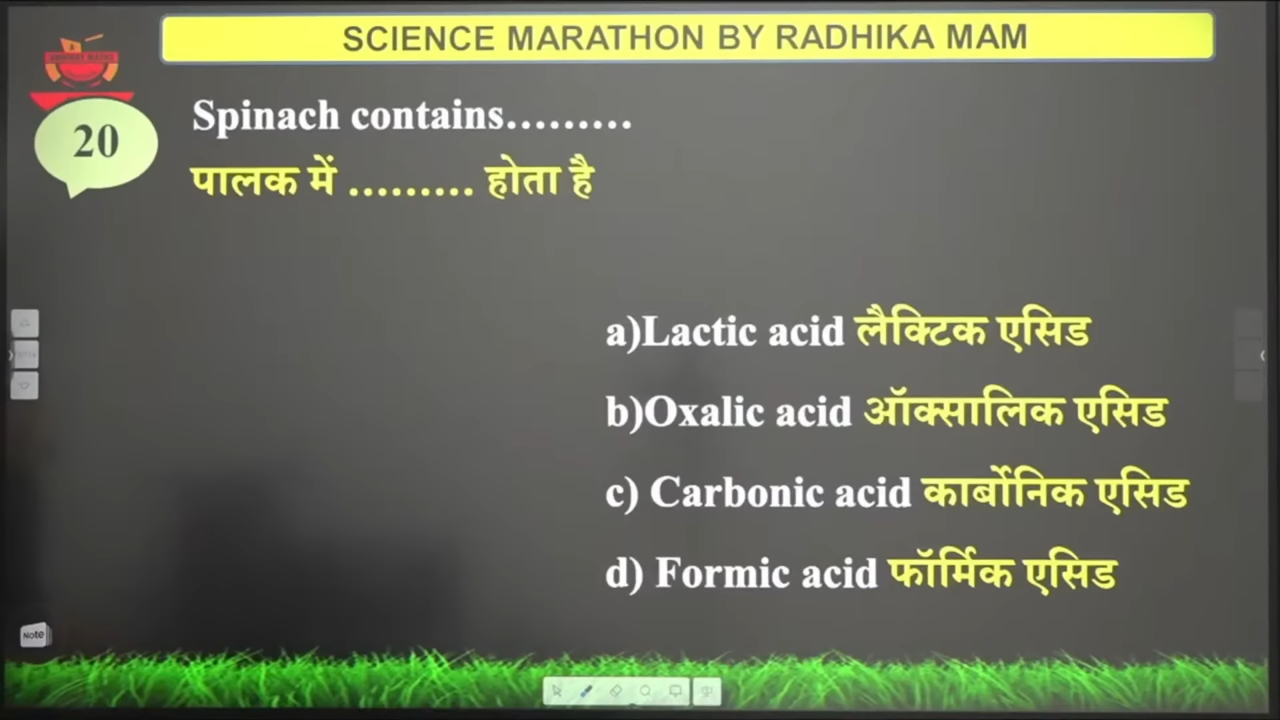 SCIENCE MARATHON BY RADHIKA MAM
20
Spinach contains.........
पालक में ......... होता है
a)Lactic acid लैक्टिक एसिड
b)Oxalic acid ऑक्सालिक एसिड
c) Carbonic acid कार्बोनिक एसिड
d) Formic acid फॉर्मिक एसिड
Note